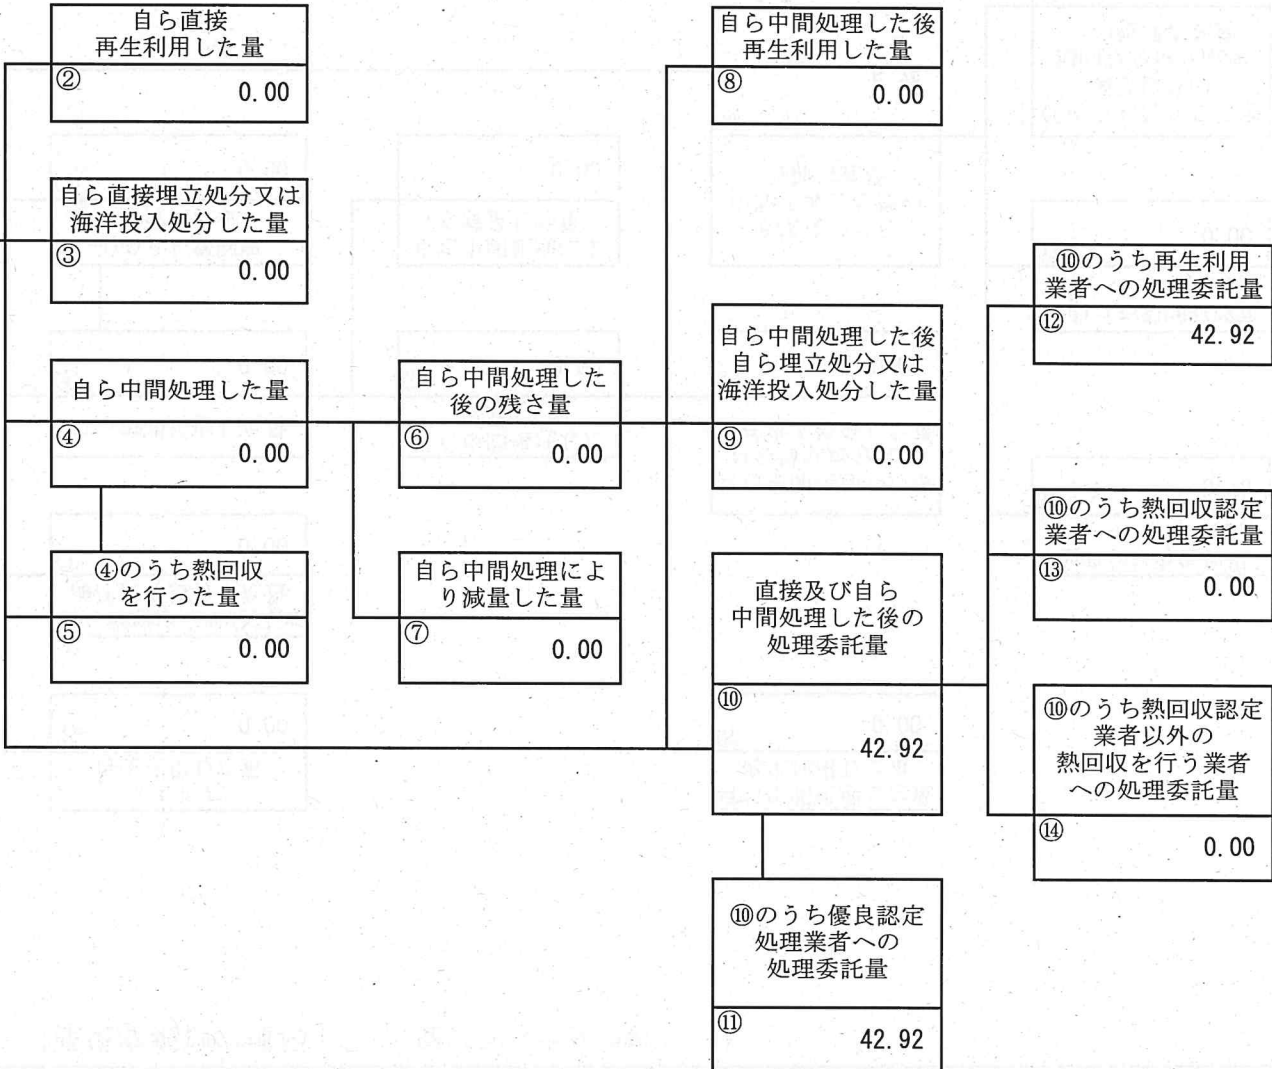 自ら直接
再生利用した量
②
0.00
自ら直接埋立処分又は
海洋投入処分した量
③
0.00
自ら中間処理した量
④
0.00
④のうち熱回収
を行った量
⑤
0.00
自ら中間処理した
後の残さ量
⑥
0.00
自ら中間処理によ
り減量した量
⑦
0.00
自ら中間処理した後
再生利用した量
⑧
0.00
自ら中間処理した後
自ら埋立処分又は
海洋投入処分した量
⑨
0.00
直接及び自ら
中間処理した後の
処理委託量
⑩
42.92
⑩のうち優良認定
処理業者への
処理委託量
⑪
42.92
⑩のうち再生利用
業者への処理委託量
⑫
42.92
⑩のうち熱回収認定
業者への処理委託量
⑬
0.00
⑩のうち熱回収認定
業者以外の
熱回収を行う業者
への処理委託量
⑭
0.00